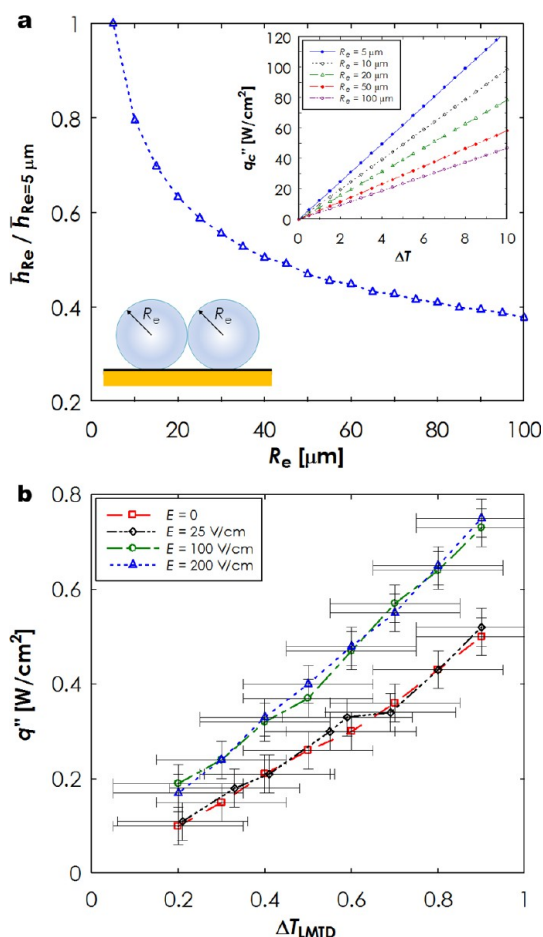 a
1
0.8
0.6
0.4
0.2
h̄Re / h̄Re=5 μm
0 20 40 60 80 100
Re [μm]
Re
Re
120
100
80
60
40
20
0
qc" [W/cm²]
0 2 4 6 8 10
ΔT
Re = 5 μm
Re = 10 μm
Re = 20 μm
Re = 50 μm
Re = 100 μm
b
0.8
0.6
0.4
0.2
0
q" [W/cm²]
E = 0
E = 25 V/cm
E = 100 V/cm
E = 200 V/cm
0 0.2 0.4 0.6 0.8 1
ΔTLMTD